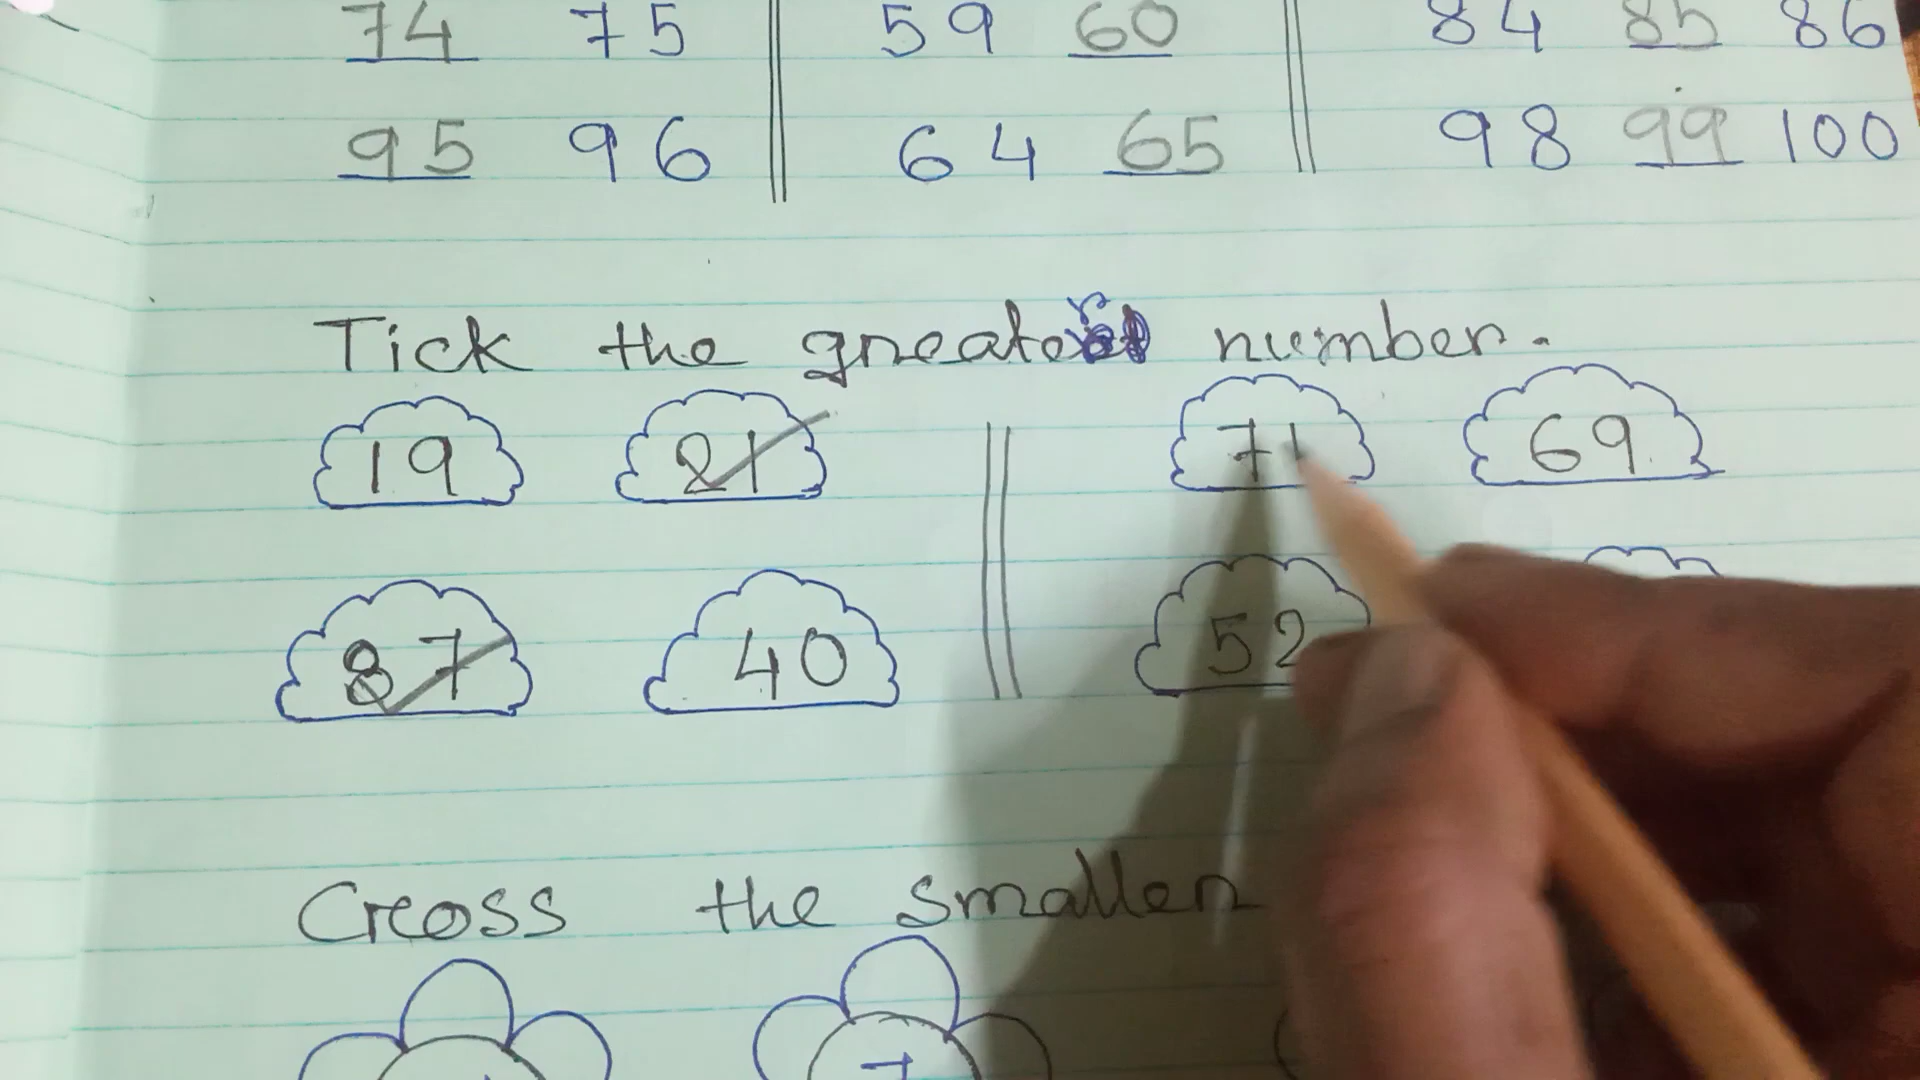 74 75 59 60 84 85 86
95 96 64 65 98 99 100
Tick the greater number.
19 21 71 69
87 40 52
Cross the smaller
7